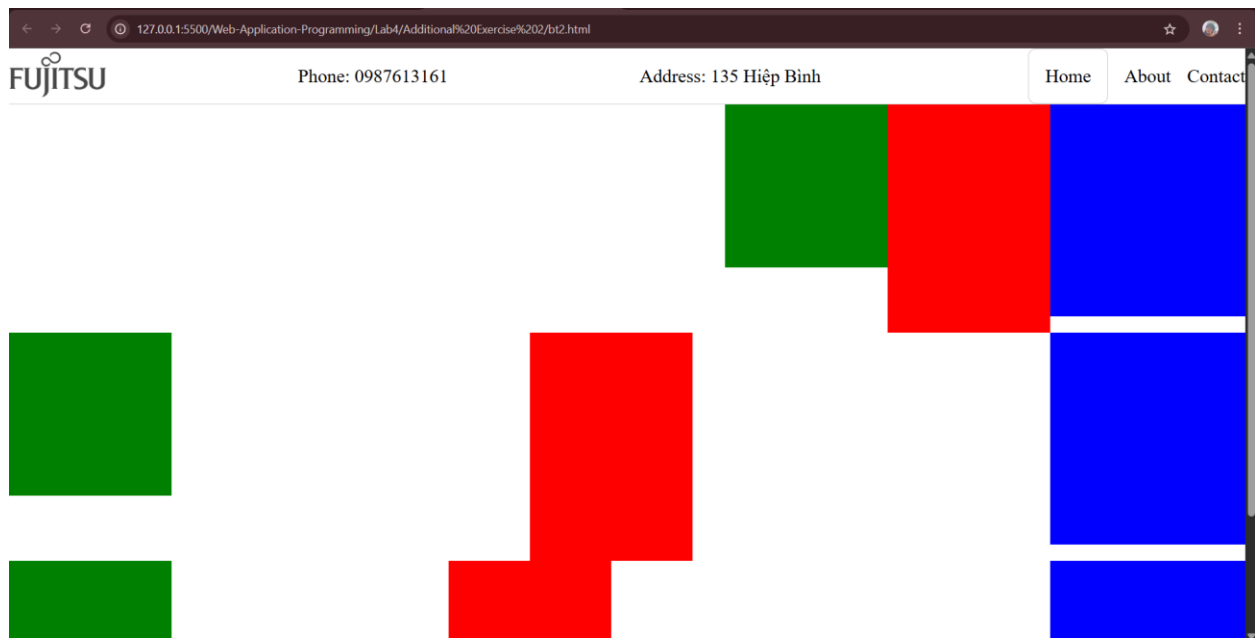 127.0.0.1:5500/Web-Application-Programming/Lab4/Additional%20Exercise%202/bt2.html
FUJITSU Phone: 0987613161 Address: 135 Hiệp Bình Home About Contact